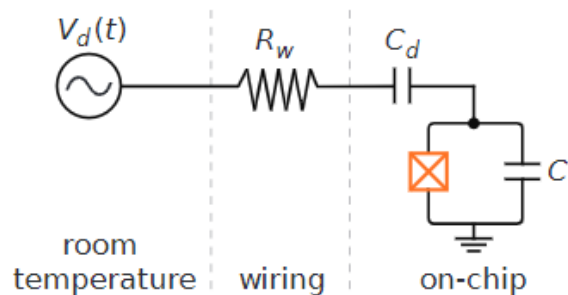 V_d(t)
R_w
C_d
C
room
temperature
wiring
on-chip